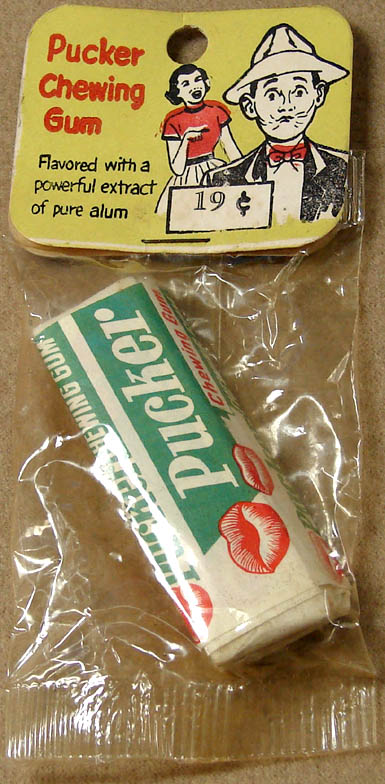 Pucker
Chewing
Gum
Flavored with a
powerful extract
of pure alum
19 ¢
Pucker
Chewing Gum
CHEWING GUM